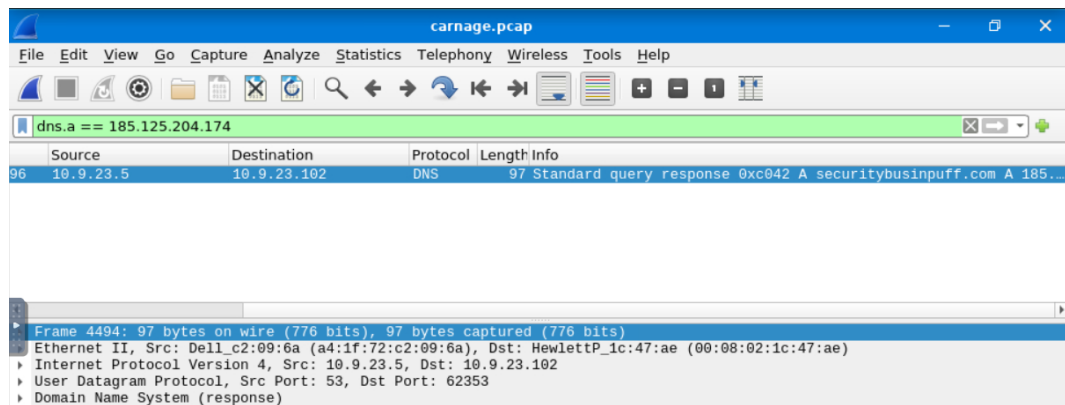 carnage.pcap
File Edit View Go Capture Analyze Statistics Telephony Wireless Tools Help
dns.a == 185.125.204.174
Source Destination Protocol Length Info
96 10.9.23.5 10.9.23.102 DNS 97 Standard query response 0xc042 A securitybusinpuff.com A 185.…
Frame 4494: 97 bytes on wire (776 bits), 97 bytes captured (776 bits)
Ethernet II, Src: Dell_c2:09:6a (a4:1f:72:c2:09:6a), Dst: HewlettP_1c:47:ae (00:08:02:1c:47:ae)
Internet Protocol Version 4, Src: 10.9.23.5, Dst: 10.9.23.102
User Datagram Protocol, Src Port: 53, Dst Port: 62353
Domain Name System (response)